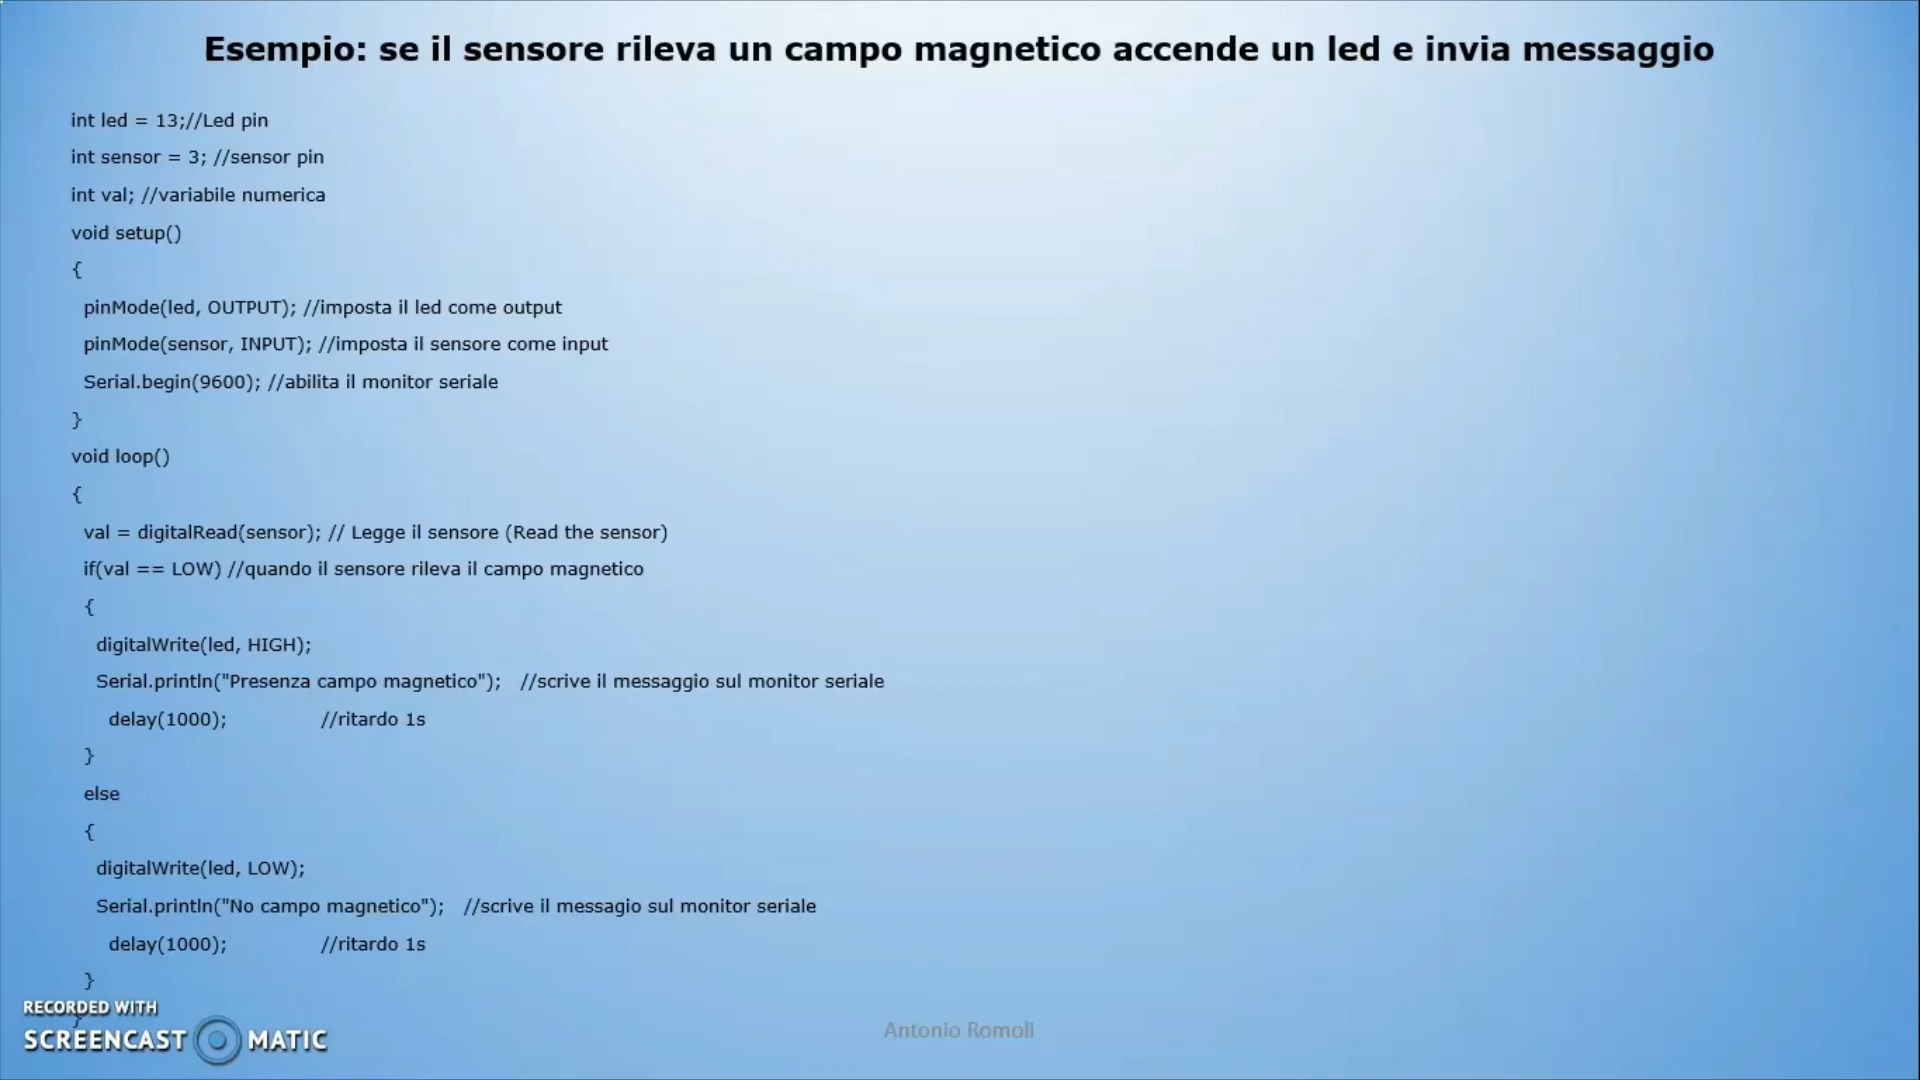 Esempio: se il sensore rileva un campo magnetico accende un led e invia messaggio
int led = 13;//Led pin
int sensor = 3; //sensor pin
int val; //variabile numerica
void setup()
{
pinMode(led, OUTPUT); //imposta il led come output
pinMode(sensor, INPUT); //imposta il sensore come input
Serial.begin(9600); //abilita il monitor seriale
}
void loop()
{
val = digitalRead(sensor); // Legge il sensore (Read the sensor)
if(val == LOW) //quando il sensore rileva il campo magnetico
{
digitalWrite(led, HIGH);
Serial.println("Presenza campo magnetico"); //scrive il messaggio sul monitor seriale
delay(1000); //ritardo 1s
}
else
{
digitalWrite(led, LOW);
Serial.println("No campo magnetico"); //scrive il messagio sul monitor seriale
delay(1000); //ritardo 1s
}
}
RECORDED WITH
SCREENCAST MATIC
Antonio Romoli